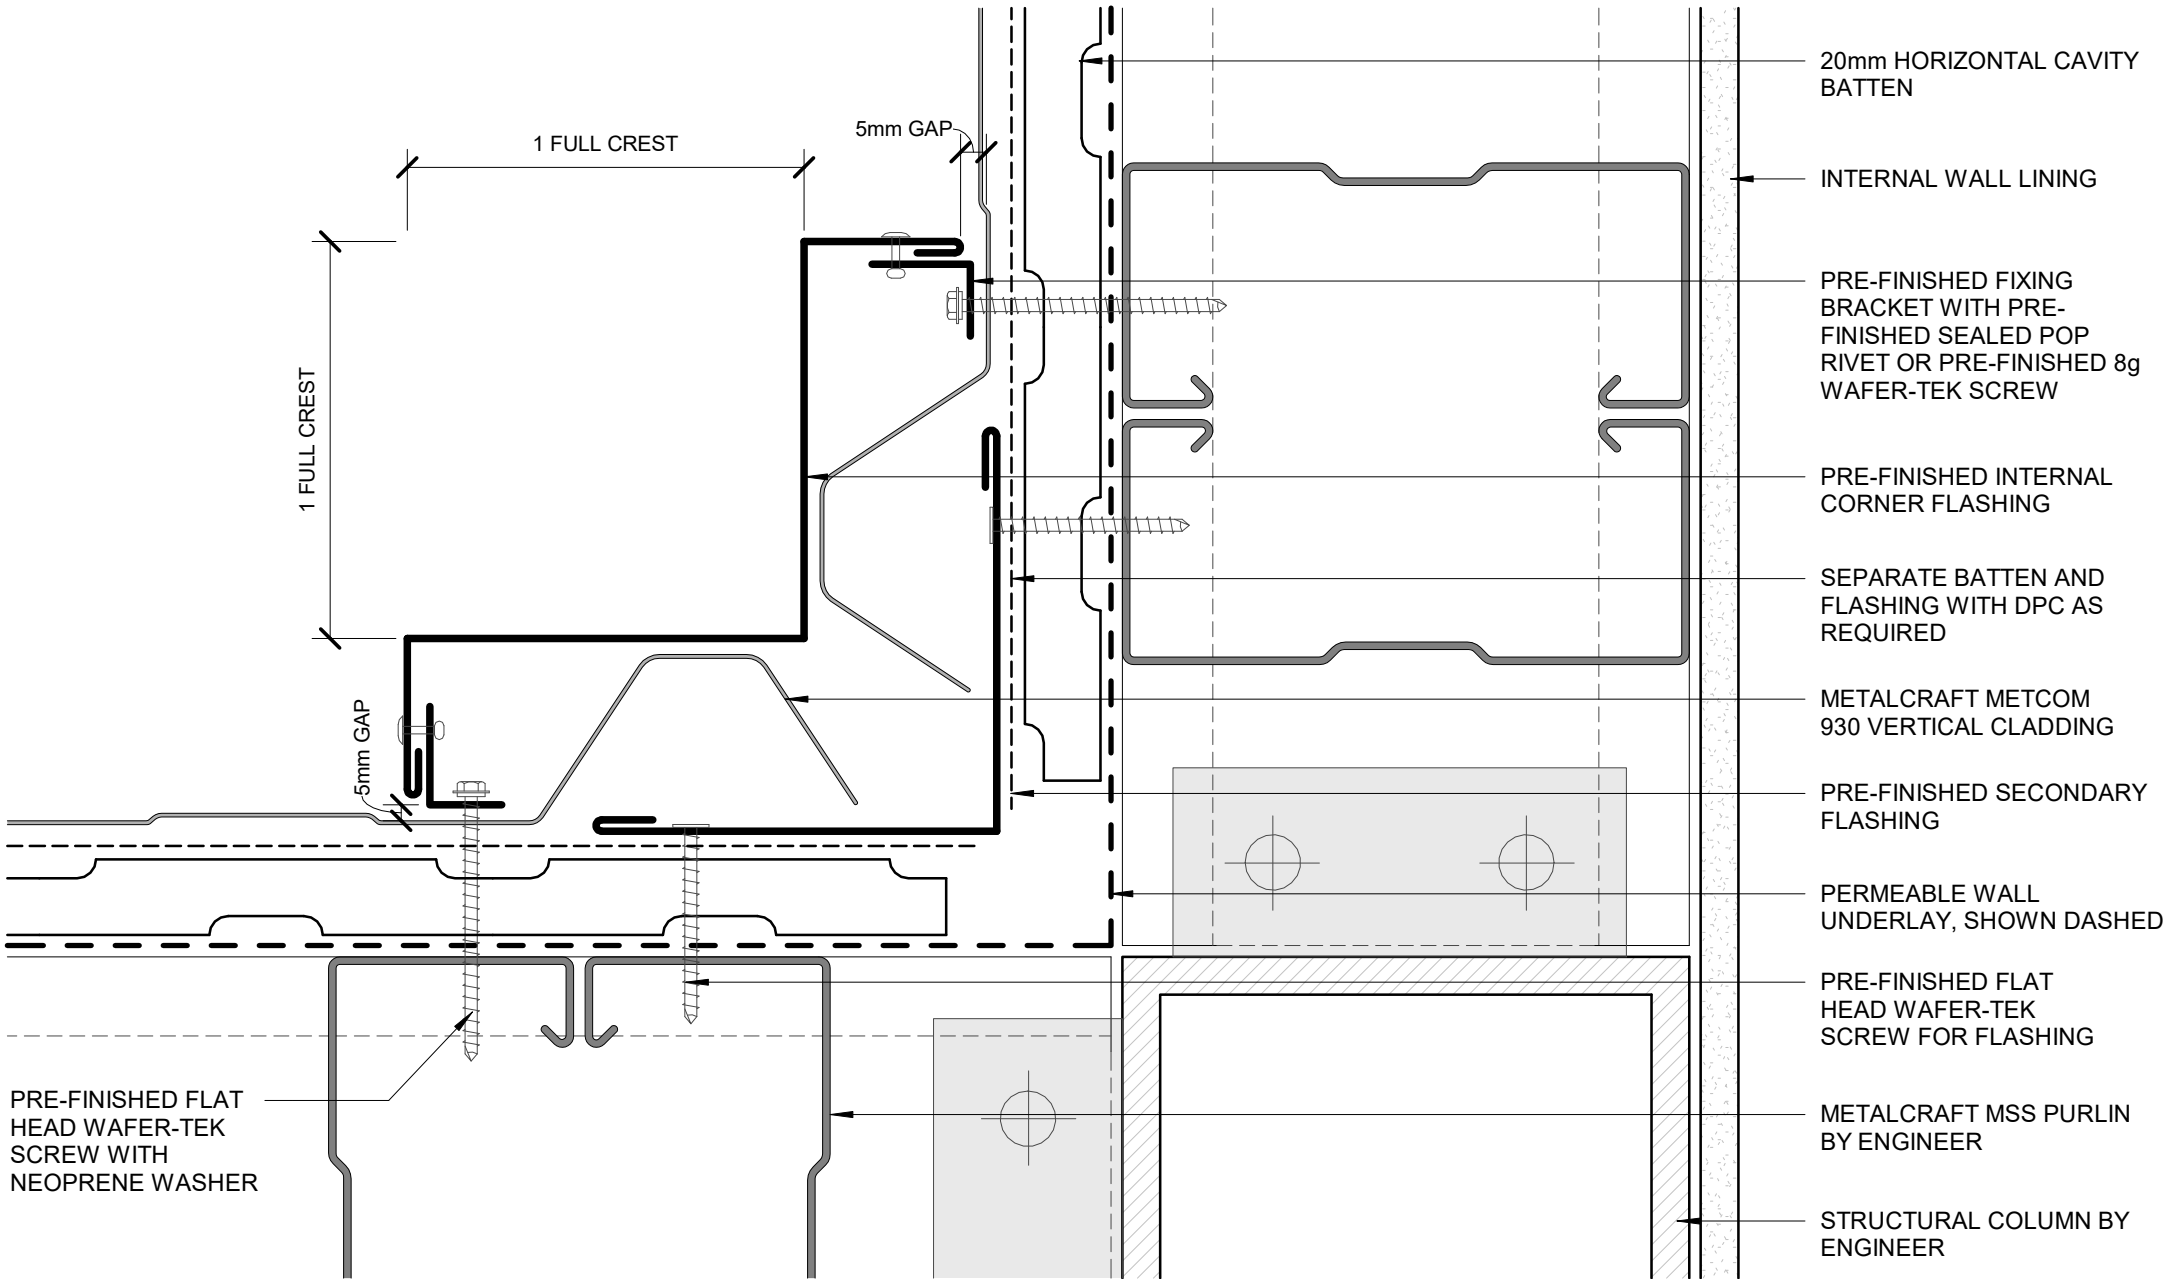 20mm HORIZONTAL CAVITY
BATTEN
5mm GAP
1 FULL CREST
INTERNAL WALL LINING
PRE-FINISHED FIXING
BRACKET WITH PRE-
FINISHED SEALED POP
RIVET OR PRE-FINISHED 8g
WAFER-TEK SCREW
1 FULL CREST
PRE-FINISHED INTERNAL
CORNER FLASHING
SEPARATE BATTEN AND
FLASHING WITH DPC AS
REQUIRED
METALCRAFT METCOM
930 VERTICAL CLADDING
5mm GAP
PRE-FINISHED SECONDARY
FLASHING
PERMEABLE WALL
UNDERLAY, SHOWN DASHED
PRE-FINISHED FLAT
HEAD WAFER-TEK
SCREW FOR FLASHING
PRE-FINISHED FLAT
HEAD WAFER-TEK
SCREW WITH
NEOPRENE WASHER
METALCRAFT MSS PURLIN
BY ENGINEER
STRUCTURAL COLUMN BY
ENGINEER